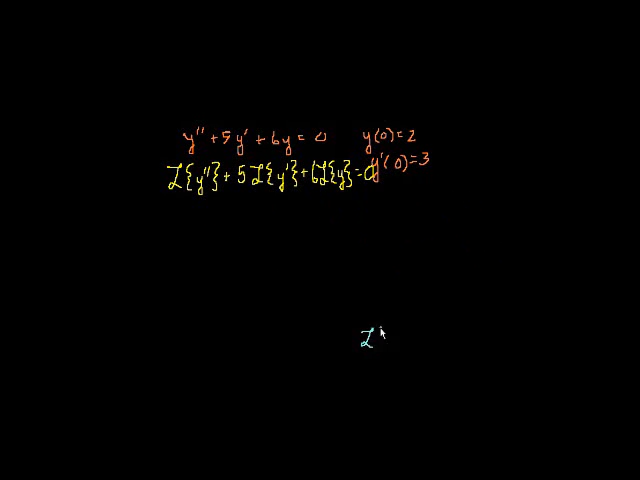 y'' + 5y' + 6y = 0 y(0) = 2
y'(0) = 3
ℒ{y''} + 5ℒ{y'} + 6ℒ{y} = 0
ℒ